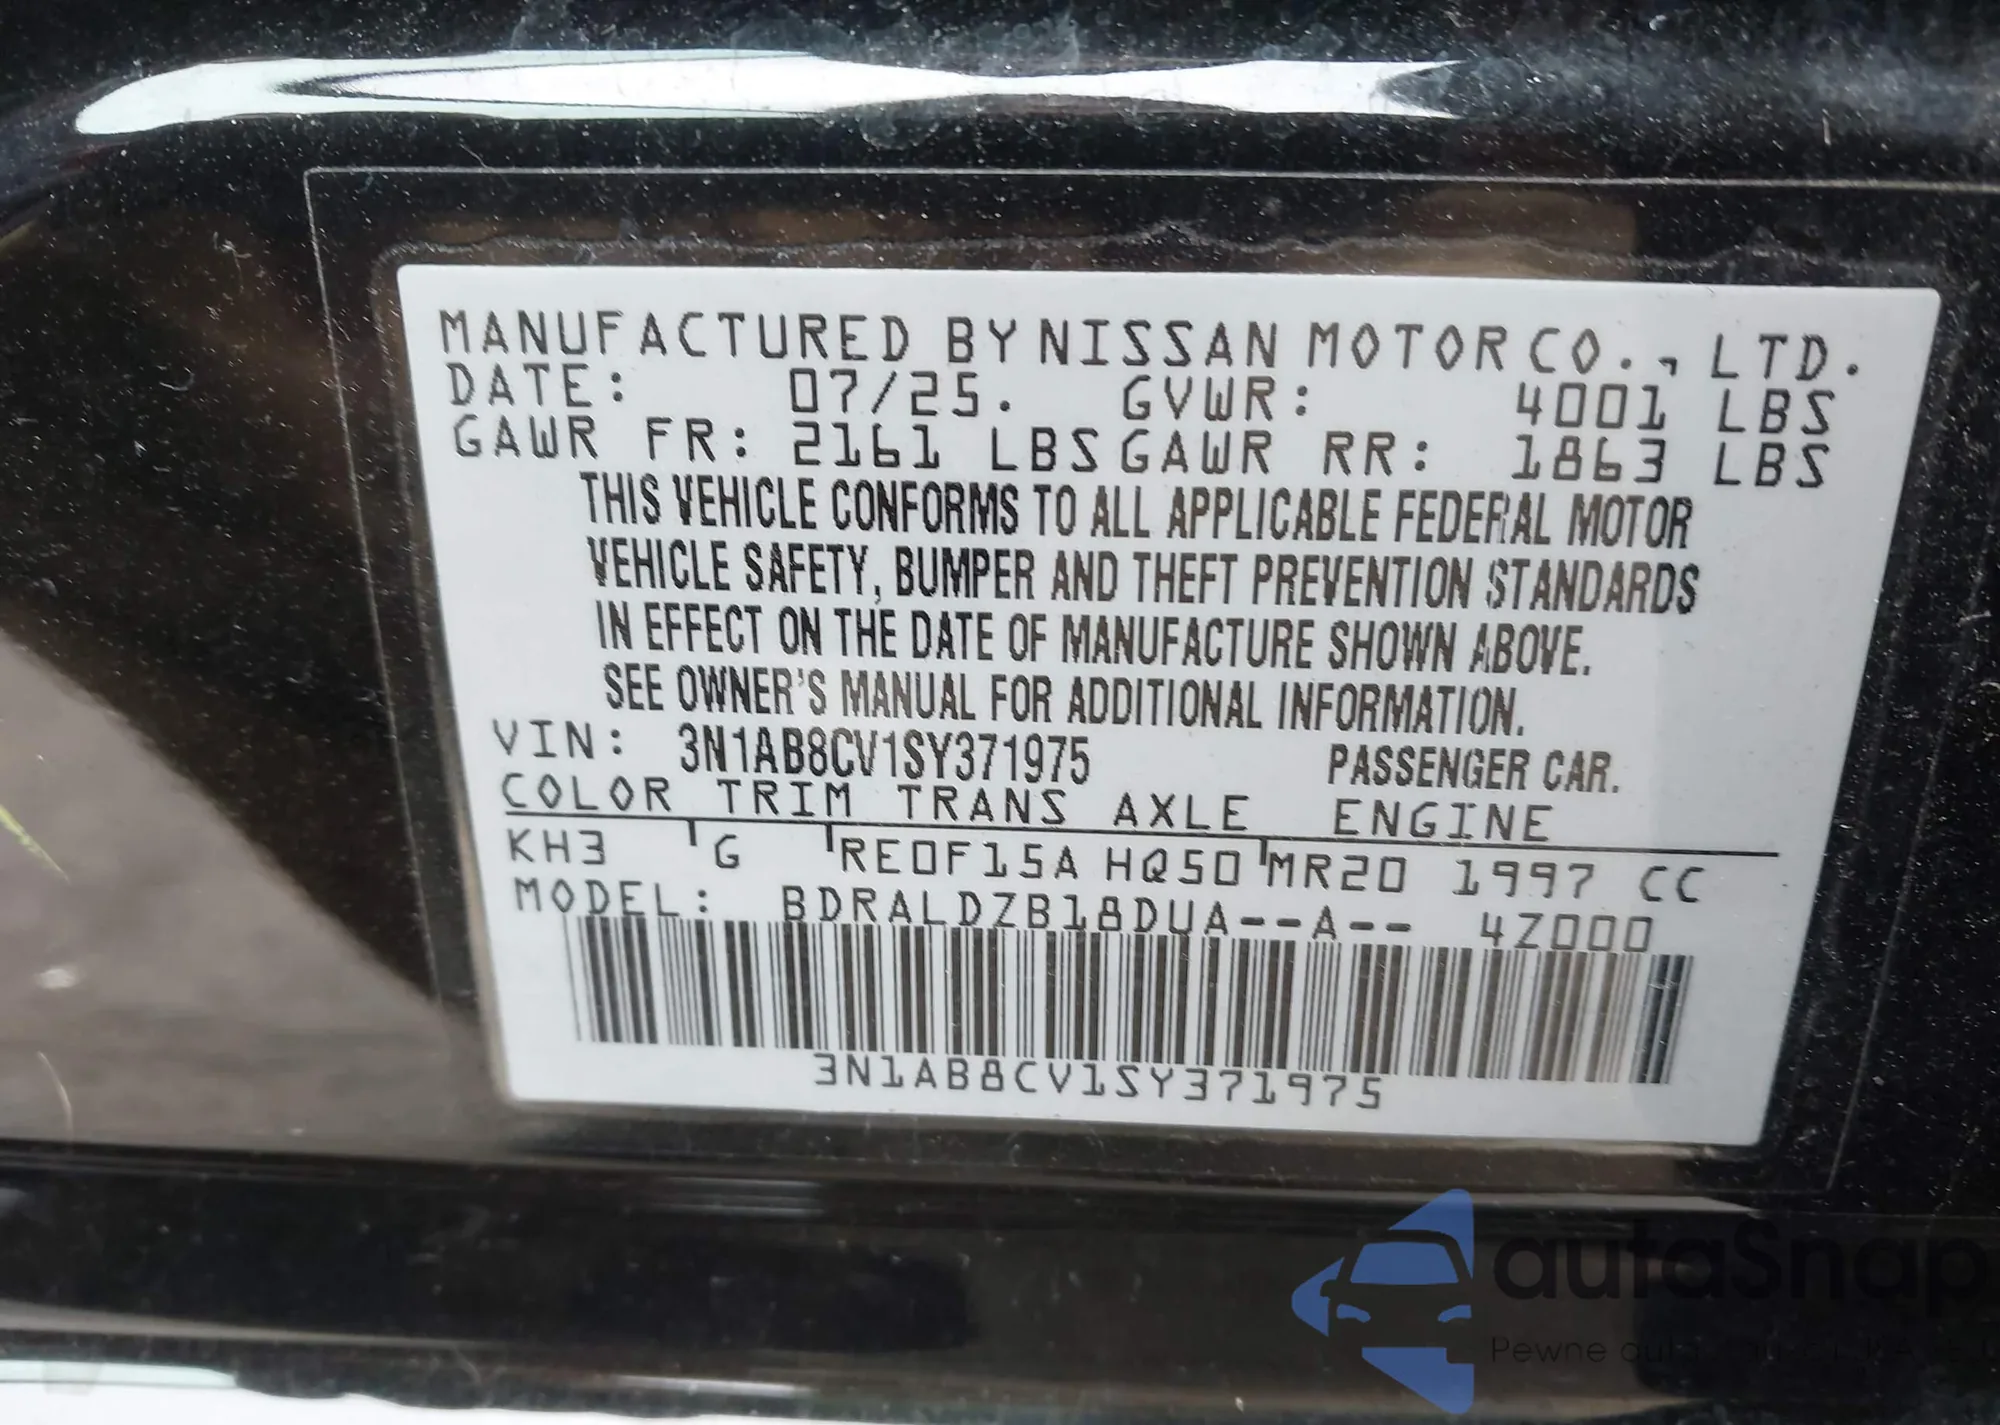 MANUFACTURED BY NISSAN MOTOR CO., LTD.
DATE: 07/25. GVWR: 4001 LBS
GAWR FR: 2161 LBS GAWR RR: 1863 LBS
THIS VEHICLE CONFORMS TO ALL APPLICABLE FEDERAL MOTOR
VEHICLE SAFETY, BUMPER AND THEFT PREVENTION STANDARDS
IN EFFECT ON THE DATE OF MANUFACTURE SHOWN ABOVE.
SEE OWNER'S MANUAL FOR ADDITIONAL INFORMATION.
VIN: 3N1AB8CV1SY371975 PASSENGER CAR.
COLOR TRIM TRANS AXLE ENGINE
KH3 G RE0F15A HQ50 MR20 1997 CC
MODEL: BDRALDZB18DUA--A-- 4Z000
3N1AB8CV1SY371975
autaSnap
Pewne auta